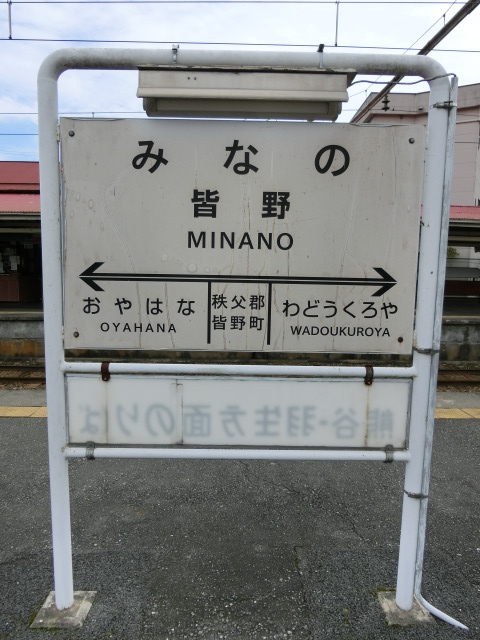 みなの
皆野
MINANO
おやはな
OYAHANA
秩父郡
皆野町
わどうくろや
WADOUKUROYA
熊谷・羽生方面のりば